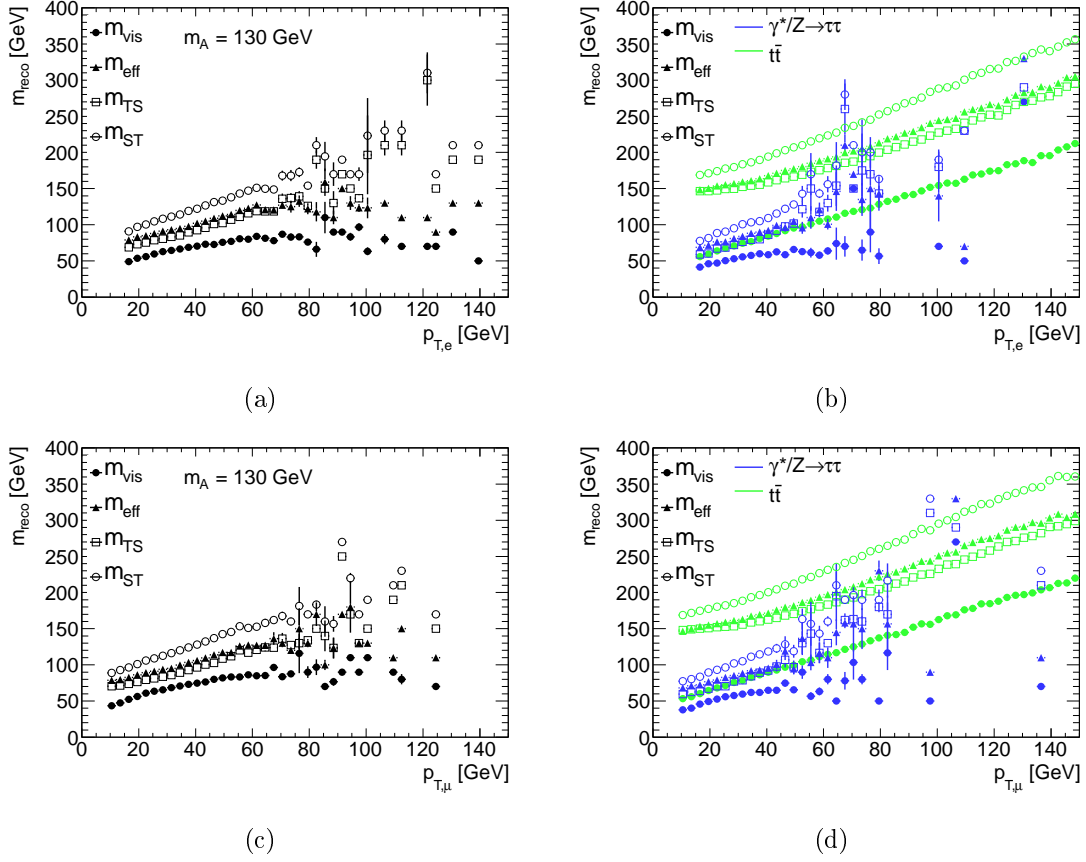 m_reco [GeV]
400
350
300
250
200
150
100
50
0
m_vis
m_eff
m_TS
m_ST
m_A = 130 GeV
0 20 40 60 80 100 120 140
p_T,e [GeV]
(a)
m_reco [GeV]
400
350
300
250
200
150
100
50
0
m_vis
m_eff
m_TS
m_ST
γ*/Z→ττ
tt̄
0 20 40 60 80 100 120 140
p_T,e [GeV]
(b)
m_reco [GeV]
400
350
300
250
200
150
100
50
0
m_vis
m_eff
m_TS
m_ST
m_A = 130 GeV
0 20 40 60 80 100 120 140
p_T,μ [GeV]
(c)
m_reco [GeV]
400
350
300
250
200
150
100
50
0
m_vis
m_eff
m_TS
m_ST
γ*/Z→ττ
tt̄
0 20 40 60 80 100 120 140
p_T,μ [GeV]
(d)